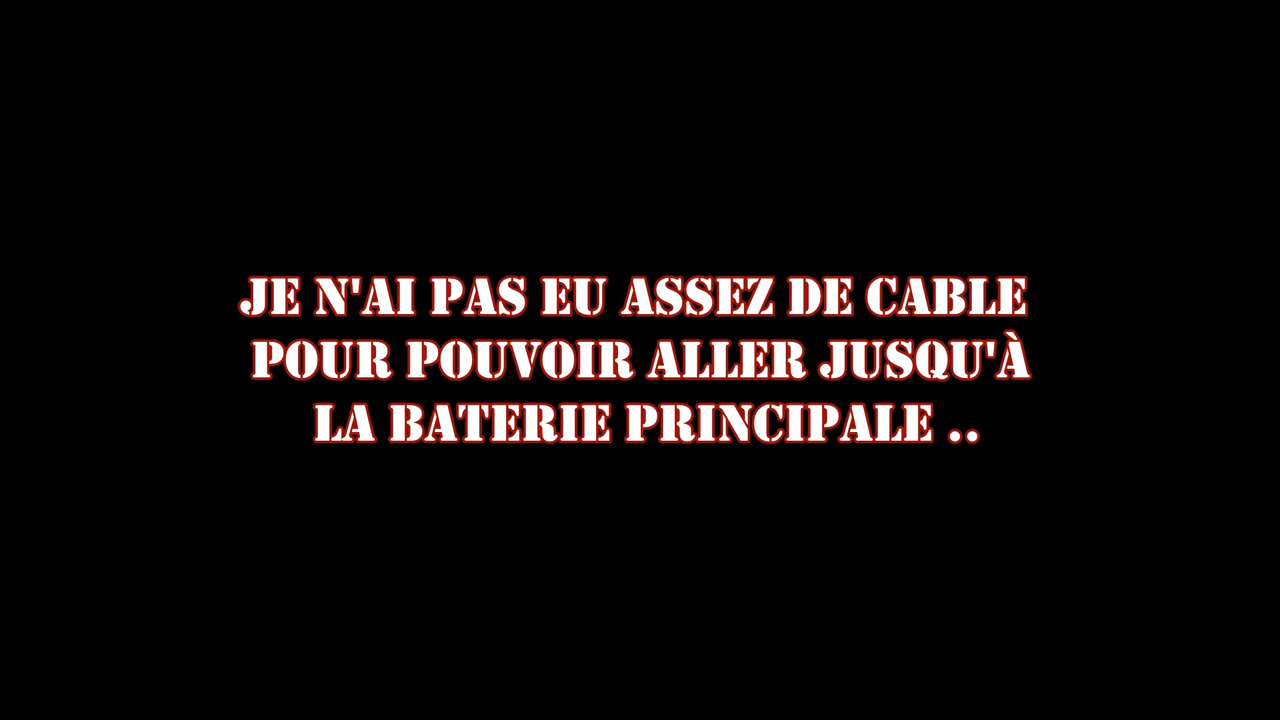 JE N'AI PAS EU ASSEZ DE CABLE
POUR POUVOIR ALLER JUSQU'À
LA BATERIE PRINCIPALE ..